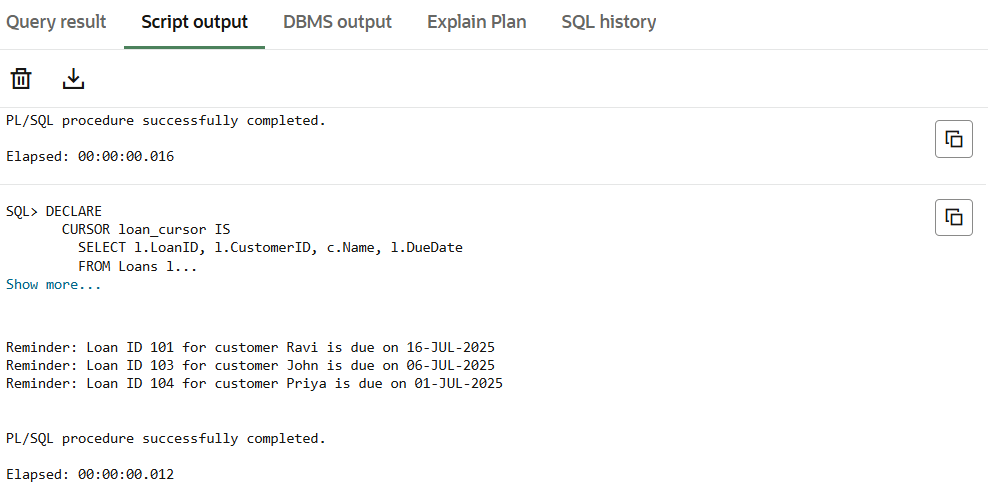 Query result Script output DBMS output Explain Plan SQL history
PL/SQL procedure successfully completed.
Elapsed: 00:00:00.016
SQL> DECLARE
CURSOR loan_cursor IS
SELECT l.LoanID, l.CustomerID, c.Name, l.DueDate
FROM Loans l...
Show more...
Reminder: Loan ID 101 for customer Ravi is due on 16-JUL-2025
Reminder: Loan ID 103 for customer John is due on 06-JUL-2025
Reminder: Loan ID 104 for customer Priya is due on 01-JUL-2025
PL/SQL procedure successfully completed.
Elapsed: 00:00:00.012